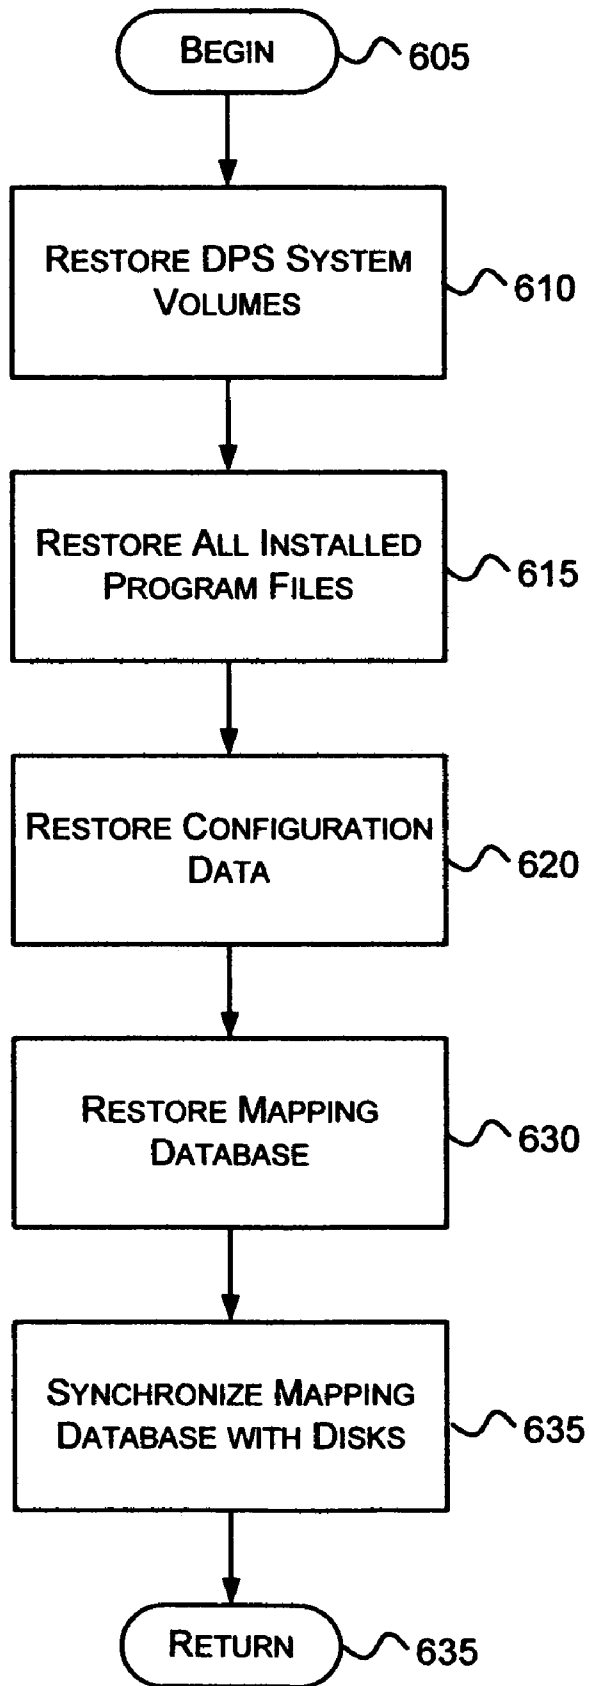 BEGIN
605
RESTORE DPS SYSTEM
VOLUMES
610
RESTORE ALL INSTALLED
PROGRAM FILES
615
RESTORE CONFIGURATION
DATA
620
RESTORE MAPPING
DATABASE
630
SYNCHRONIZE MAPPING
DATABASE WITH DISKS
635
RETURN
635